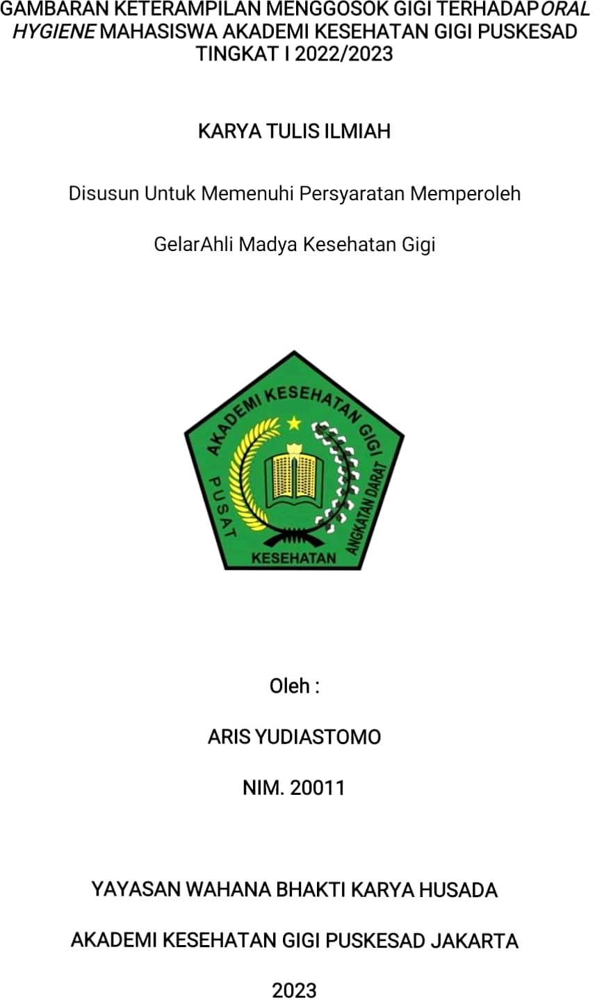 GAMBARAN KETERAMPILAN MENGGOSOK GIGI TERHADAP ORAL
HYGIENE MAHASISWA AKADEMI KESEHATAN GIGI PUSKESAD
TINGKAT I 2022/2023
KARYA TULIS ILMIAH
Disusun Untuk Memenuhi Persyaratan Memperoleh
GelarAhli Madya Kesehatan Gigi
AKADEMI KESEHATAN GIGI
PUSAT
KESEHATAN
ANGKATAN DARAT
Oleh :
ARIS YUDIASTOMO
NIM. 20011
YAYASAN WAHANA BHAKTI KARYA HUSADA
AKADEMI KESEHATAN GIGI PUSKESAD JAKARTA
2023